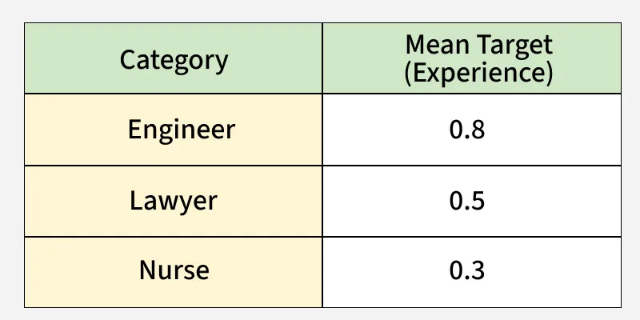 Category
Mean Target
(Experience)
Engineer
0.8
Lawyer
0.5
Nurse
0.3